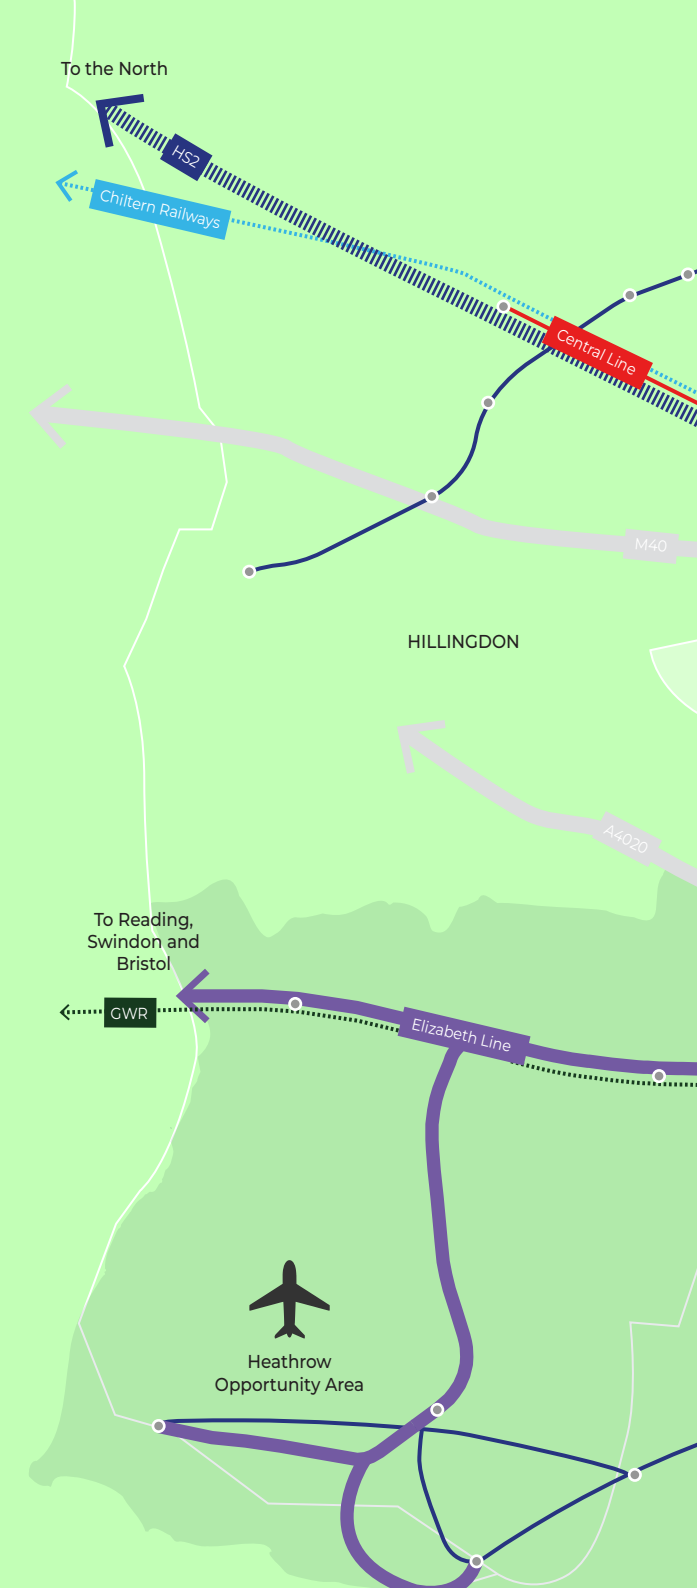 To the North
HS2
Chiltern Railways
Central Line
M40
HILLINGDON
A4020
To Reading,
Swindon and
Bristol
GWR
Elizabeth Line
Heathrow
Opportunity Area